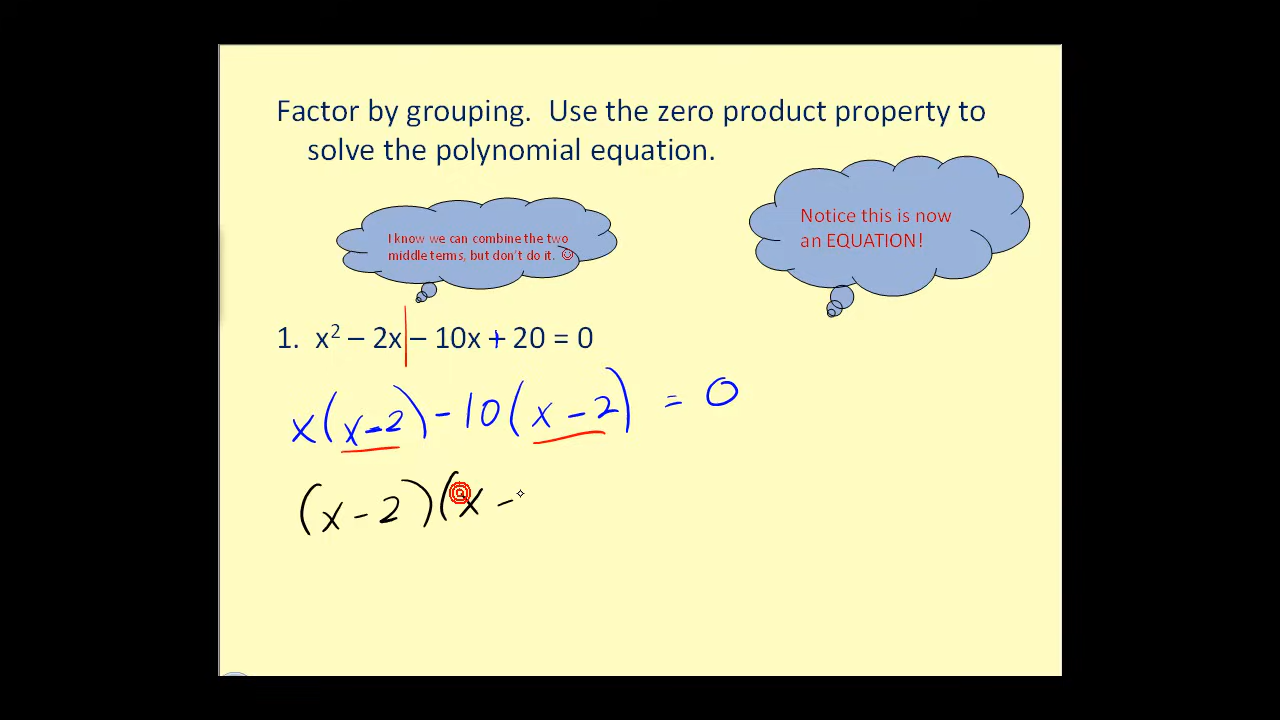 Factor by grouping. Use the zero product property to
solve the polynomial equation.
Notice this is now
an EQUATION!
I know we can combine the two
middle terms, but don't do it. ☺
1. x² – 2x – 10x + 20 = 0
x(x-2) - 10(x-2) = 0
(x-2)(x -